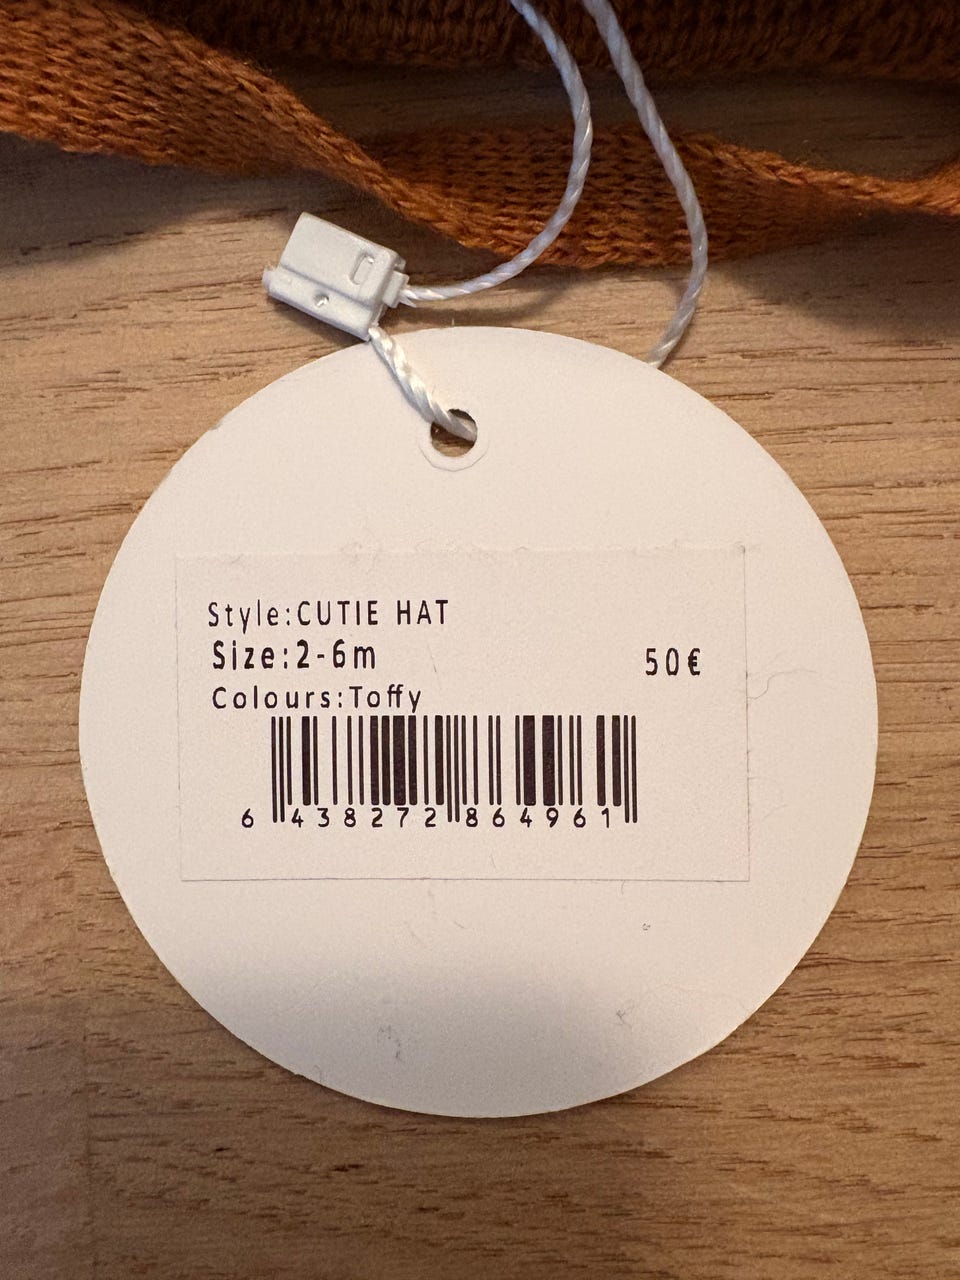 Style:CUTIE HAT
Size:2-6m
50€
Colours:Toffy
6 438272 864961